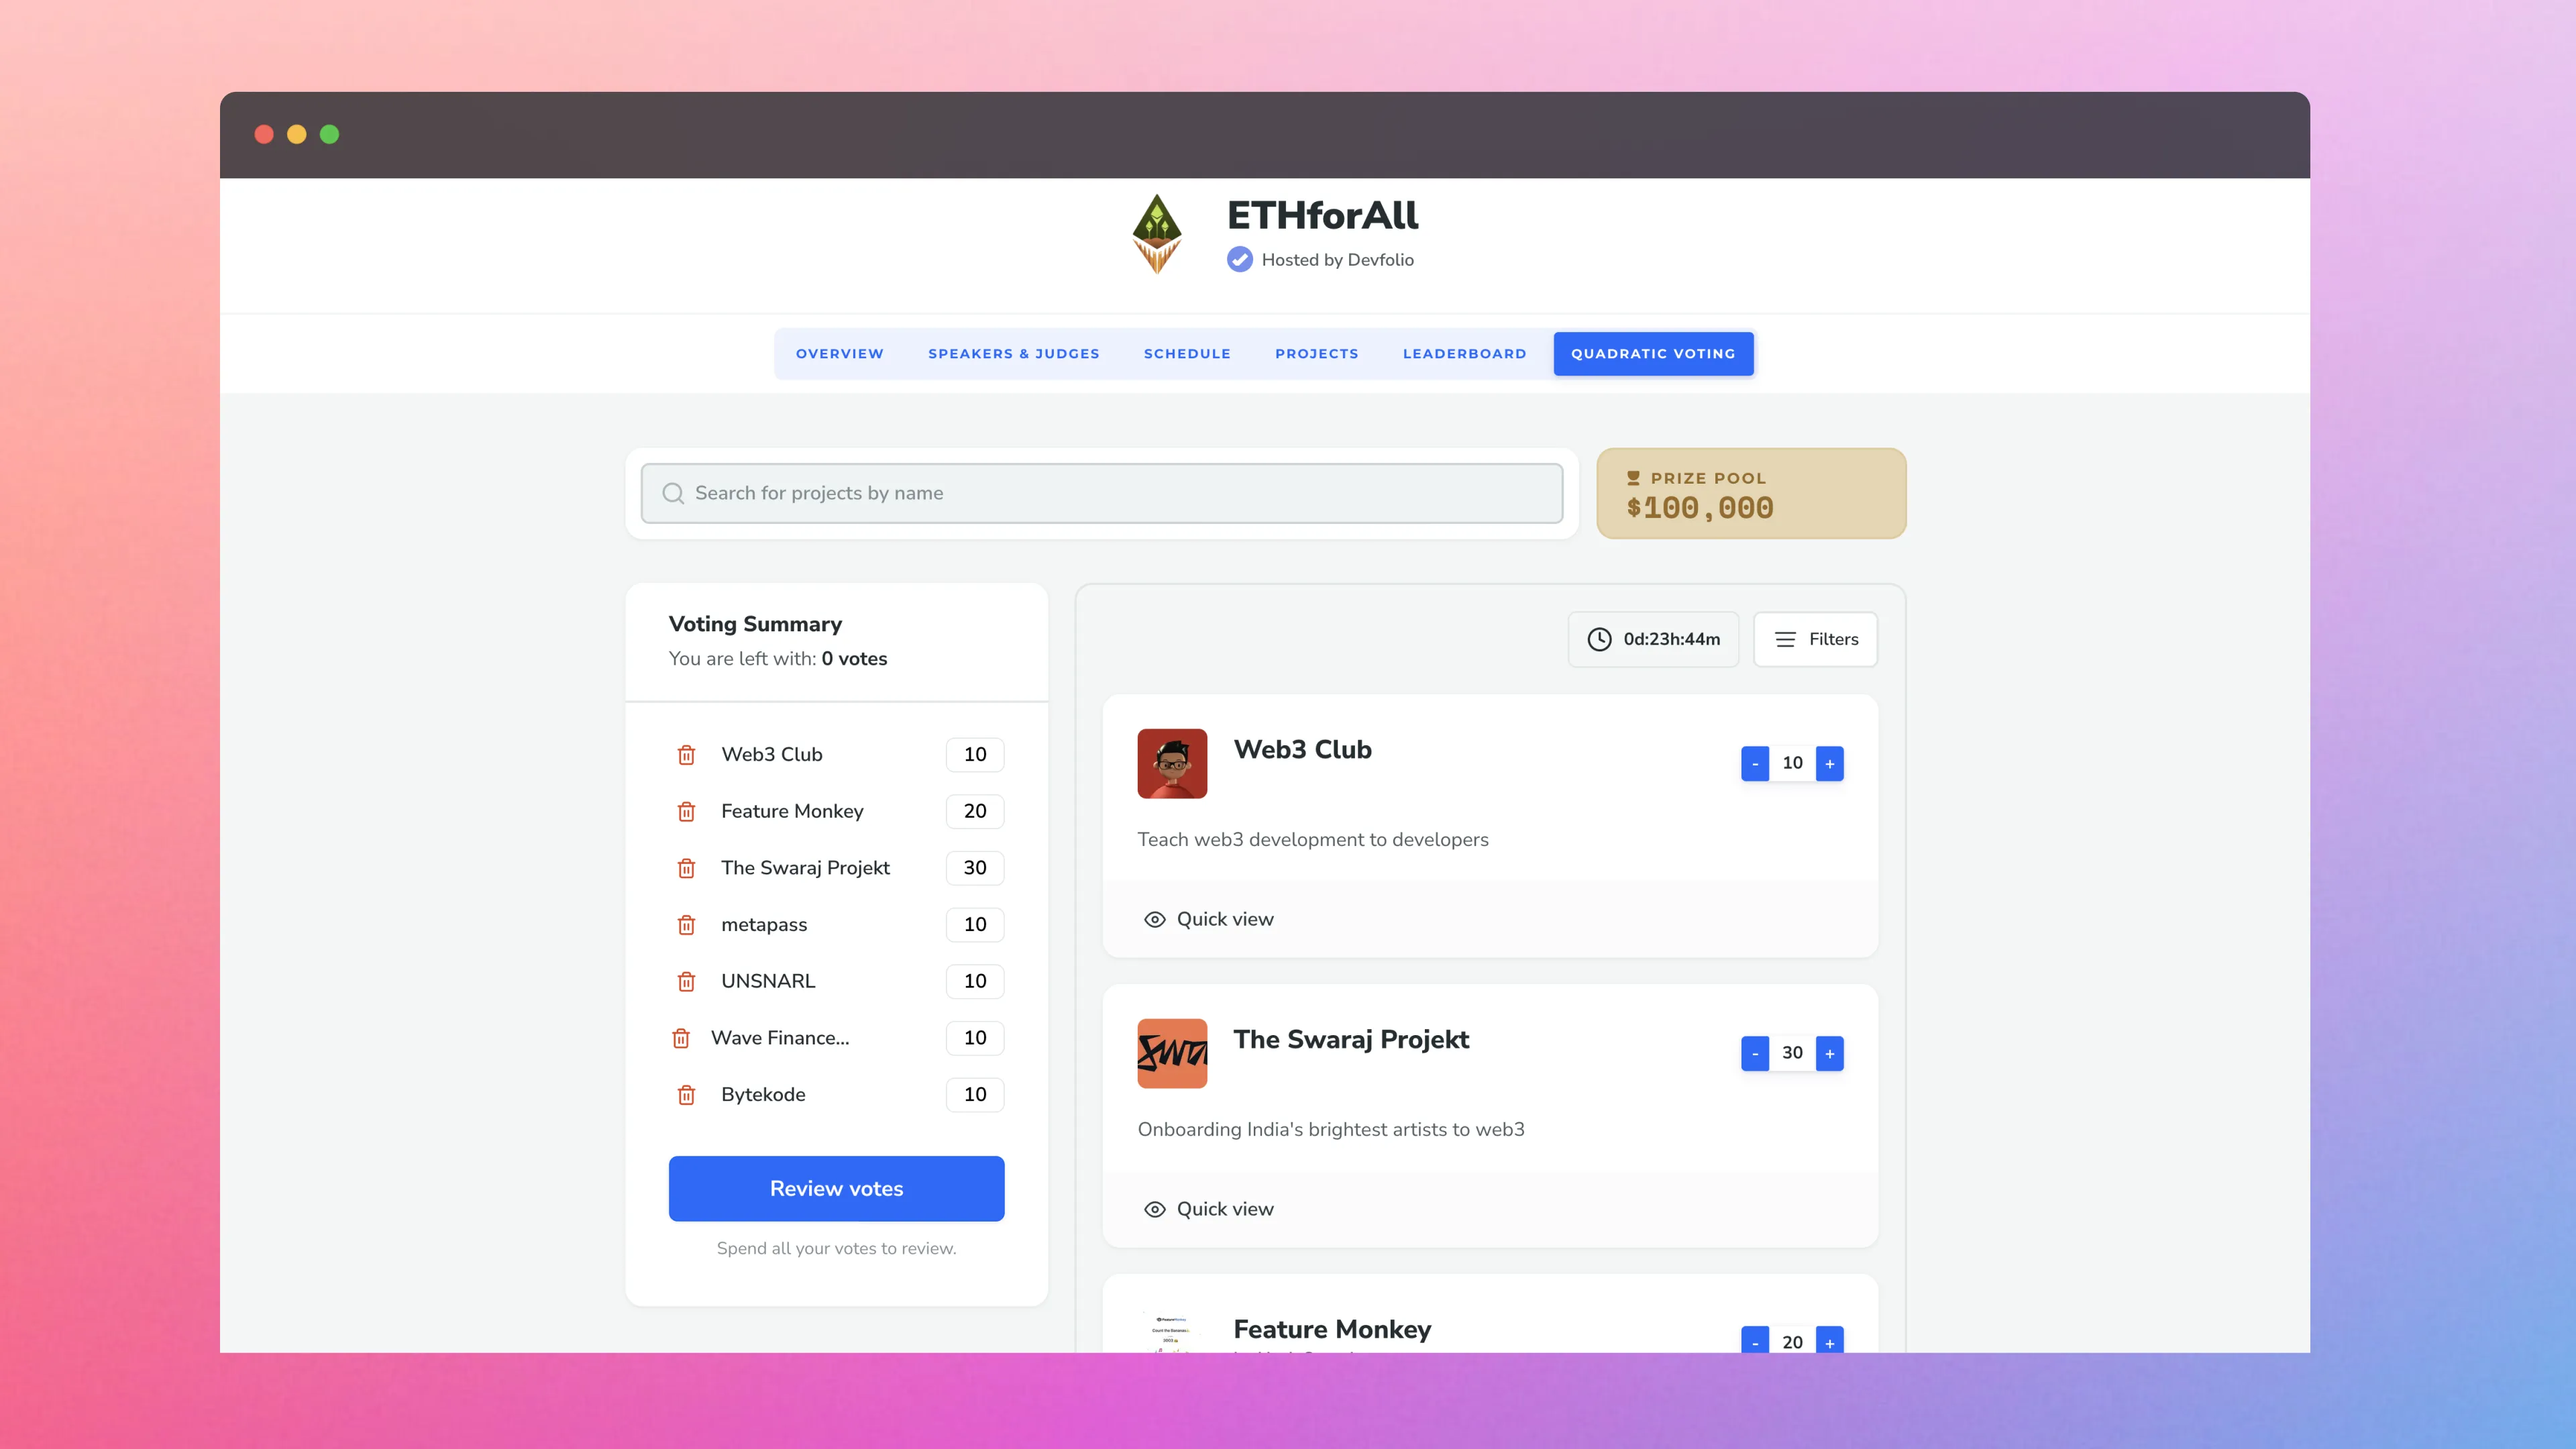 ETHforAll
Hosted by Devfolio
OVERVIEW SPEAKERS & JUDGES SCHEDULE PROJECTS LEADERBOARD QUADRATIC VOTING
Search for projects by name
PRIZE POOL
$100,000
Voting Summary
You are left with: 0 votes
Web3 Club 10
Feature Monkey 20
The Swaraj Projekt 30
metapass 10
UNSNARL 10
Wave Finance... 10
Bytekode 10
Review votes
Spend all your votes to review.
0d:23h:44m Filters
Web3 Club
- 10 +
Teach web3 development to developers
Quick view
The Swaraj Projekt
- 30 +
Onboarding India's brightest artists to web3
Quick view
Feature Monkey
- 20 +